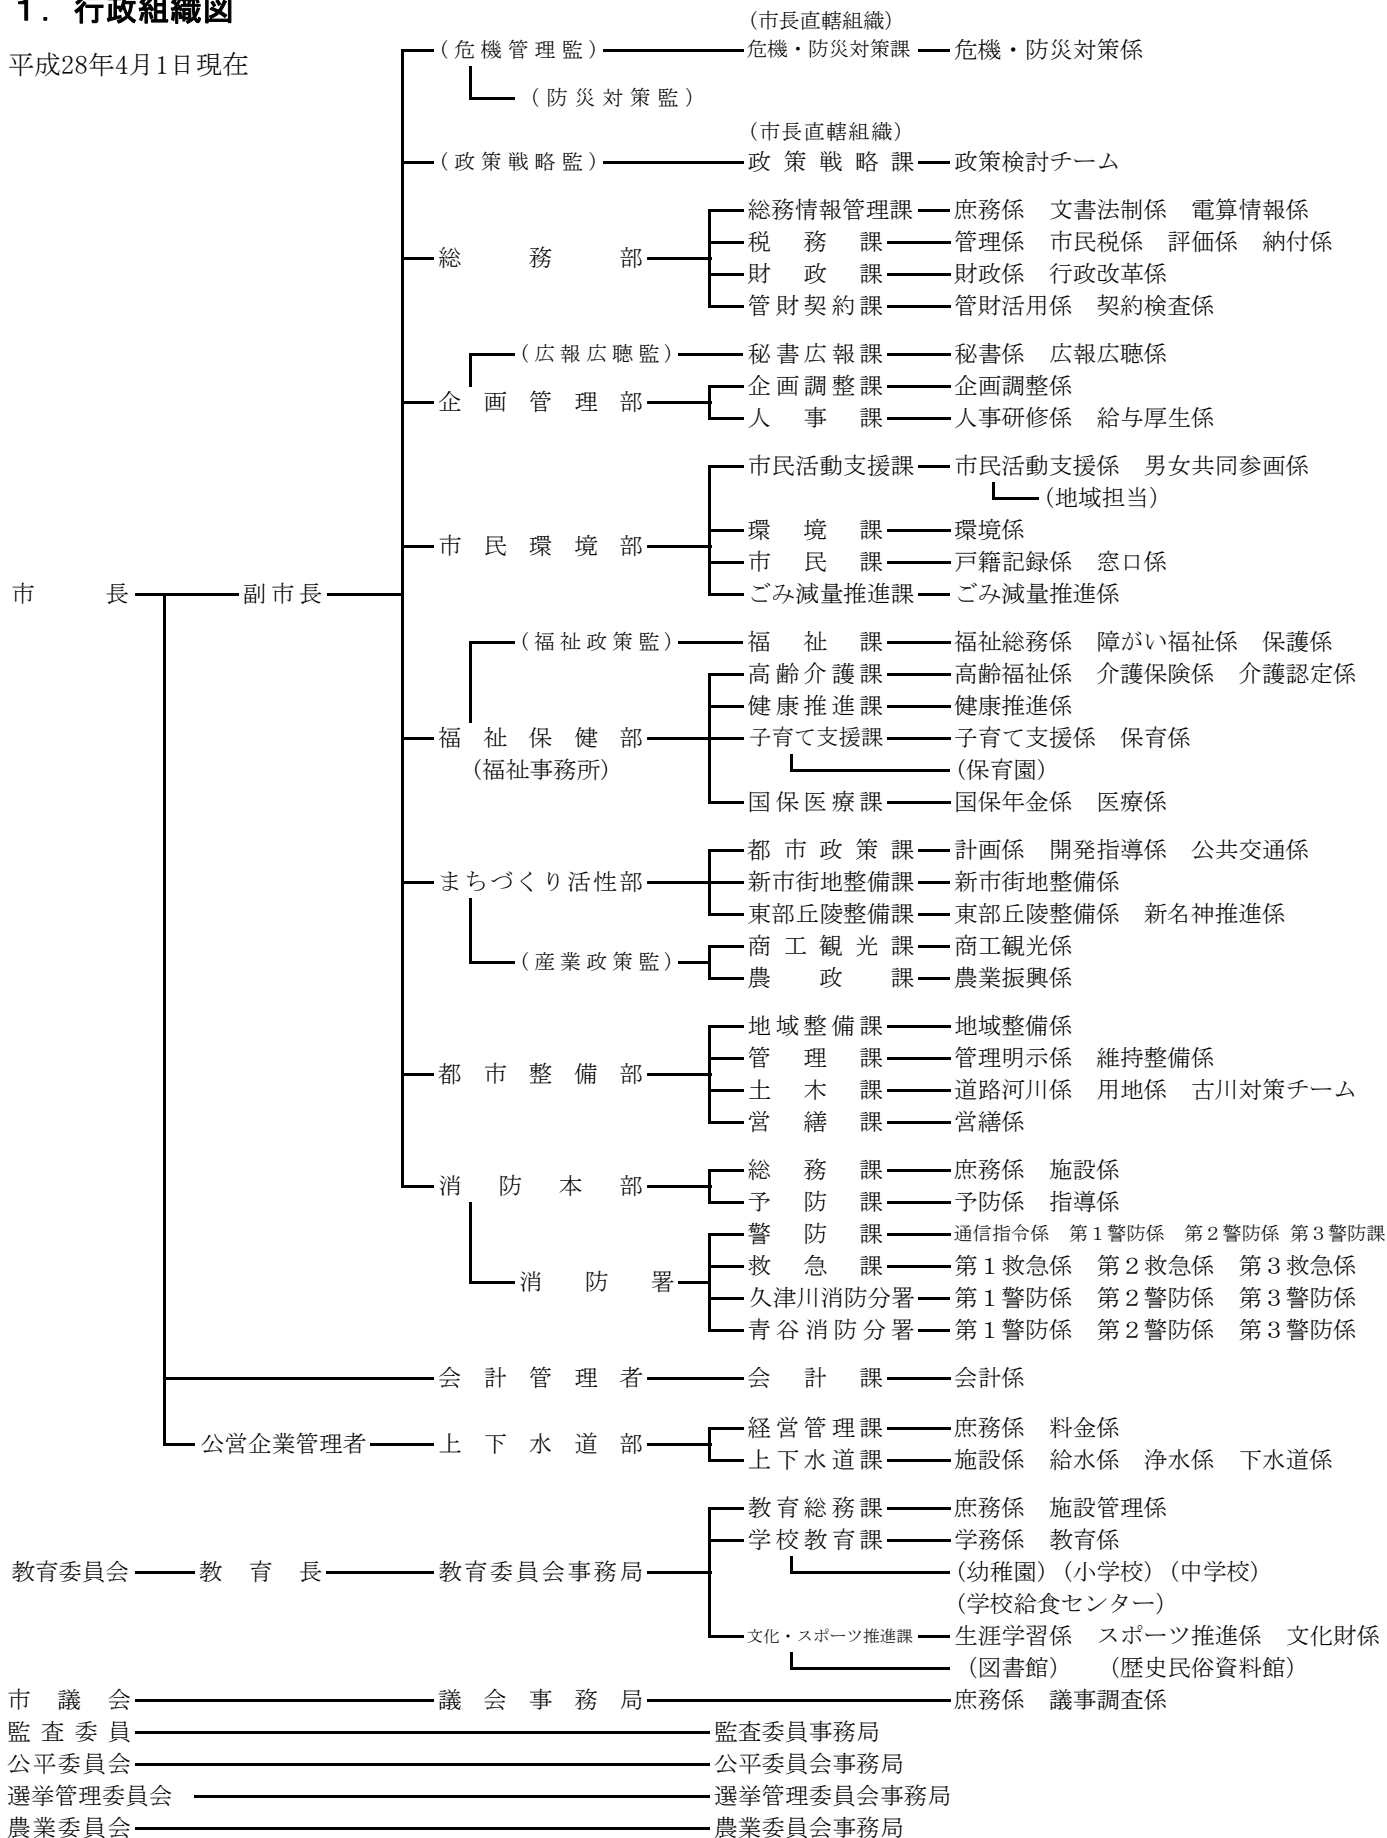 1．行政組織図
(市長直轄組織)
平成28年4月1日現在
(危機管理監) 危機・防災対策課 危機・防災対策係
(防災対策監)
(市長直轄組織)
(政策戦略監) 政策戦略課 政策検討チーム
総務情報管理課 庶務係 文書法制係 電算情報係
税務課 管理係 市民税係 評価係 納付係
総務部
財政課 財政係 行政改革係
管財契約課 管財活用係 契約検査係
(広報広聴監) 秘書広報課 秘書係 広報広聴係
企画調整課 企画調整係
企画管理部
人事課 人事研修係 給与厚生係
市民活動支援課 市民活動支援係 男女共同参画係
(地域担当)
環境課 環境係
市民環境部
市民課 戸籍記録係 窓口係
市長 副市長 ごみ減量推進課 ごみ減量推進係
(福祉政策監) 福祉課 福祉総務係 障がい福祉係 保護係
高齢介護課 高齢福祉係 介護保険係 介護認定係
健康推進課 健康推進係
福祉保健部 子育て支援課 子育て支援係 保育係
(福祉事務所) (保育園)
国保医療課 国保年金係 医療係
都市政策課 計画係 開発指導係 公共交通係
まちづくり活性部 新市街地整備課 新市街地整備係
東部丘陵整備課 東部丘陵整備係 新名神推進係
商工観光課 商工観光係
(産業政策監)
農政課 農業振興係
地域整備課 地域整備係
管理課 管理明示係 維持整備係
都市整備部
土木課 道路河川係 用地係 古川対策チーム
営繕課 営繕係
総務課 庶務係 施設係
消防本部
予防課 予防係 指導係
警防課 通信指令係 第１警防係 第２警防係 第３警防課
救急課 第１救急係 第２救急係 第３救急係
消防署
久津川消防分署 第１警防係 第２警防係 第３警防係
青谷消防分署 第１警防係 第２警防係 第３警防係
会計管理者 会計課 会計係
経営管理課 庶務係 料金係
公営企業管理者 上下水道部
上下水道課 施設係 給水係 浄水係 下水道係
教育総務課 庶務係 施設管理係
学校教育課 学務係 教育係
教育委員会 教育長 教育委員会事務局 (幼稚園) (小学校) (中学校)
(学校給食センター)
文化・スポーツ推進課 生涯学習係 スポーツ推進係 文化財係
(図書館) (歴史民俗資料館)
市議会 議会事務局 庶務係 議事調査係
監査委員 監査委員事務局
公平委員会 公平委員会事務局
選挙管理委員会 選挙管理委員会事務局
農業委員会 農業委員会事務局